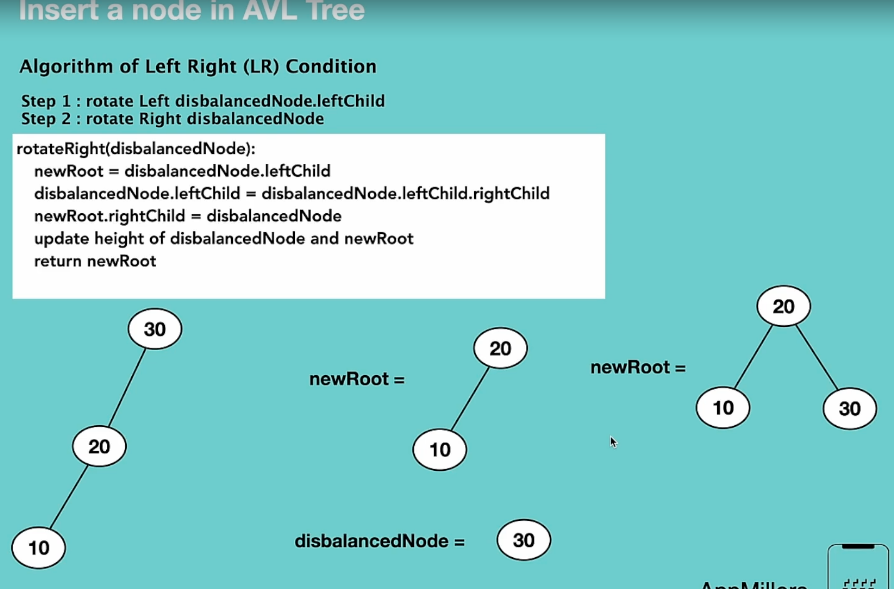 Insert a node in AVL Tree
Algorithm of Left Right (LR) Condition
Step 1 : rotate Left disbalancedNode.leftChild
Step 2 : rotate Right disbalancedNode
rotateRight(disbalancedNode):
newRoot = disbalancedNode.leftChild
disbalancedNode.leftChild = disbalancedNode.leftChild.rightChild
newRoot.rightChild = disbalancedNode
update height of disbalancedNode and newRoot
return newRoot
30
20
10
newRoot =
20
10
disbalancedNode =
30
newRoot =
20
10
30
AppMillers